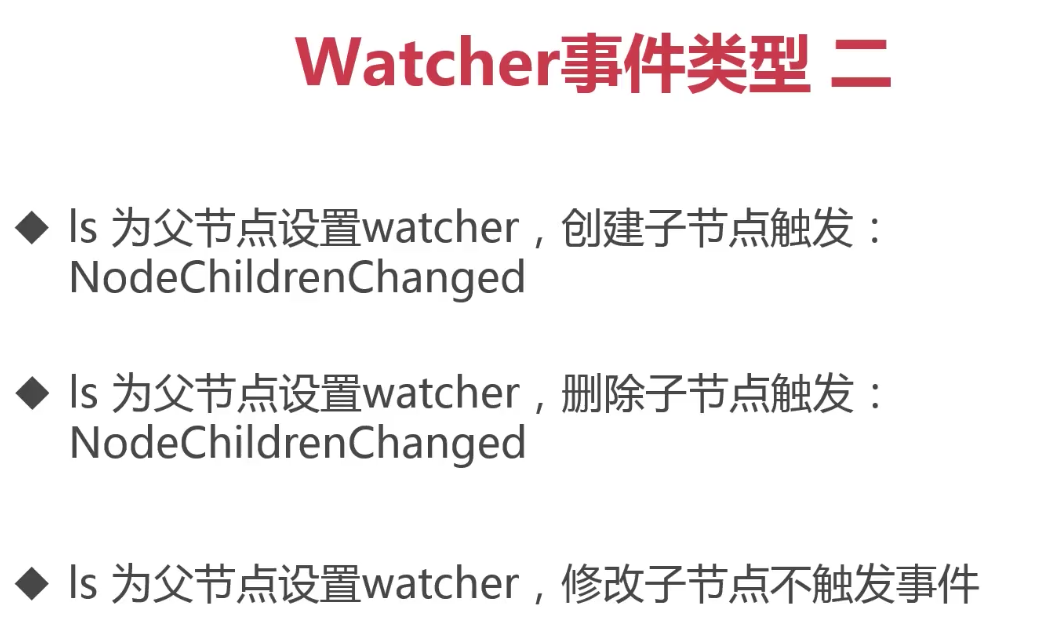 Watcher事件类型 二
◆ ls 为父节点设置watcher，创建子节点触发：
NodeChildrenChanged
◆ ls 为父节点设置watcher，删除子节点触发：
NodeChildrenChanged
◆ ls 为父节点设置watcher，修改子节点不触发事件